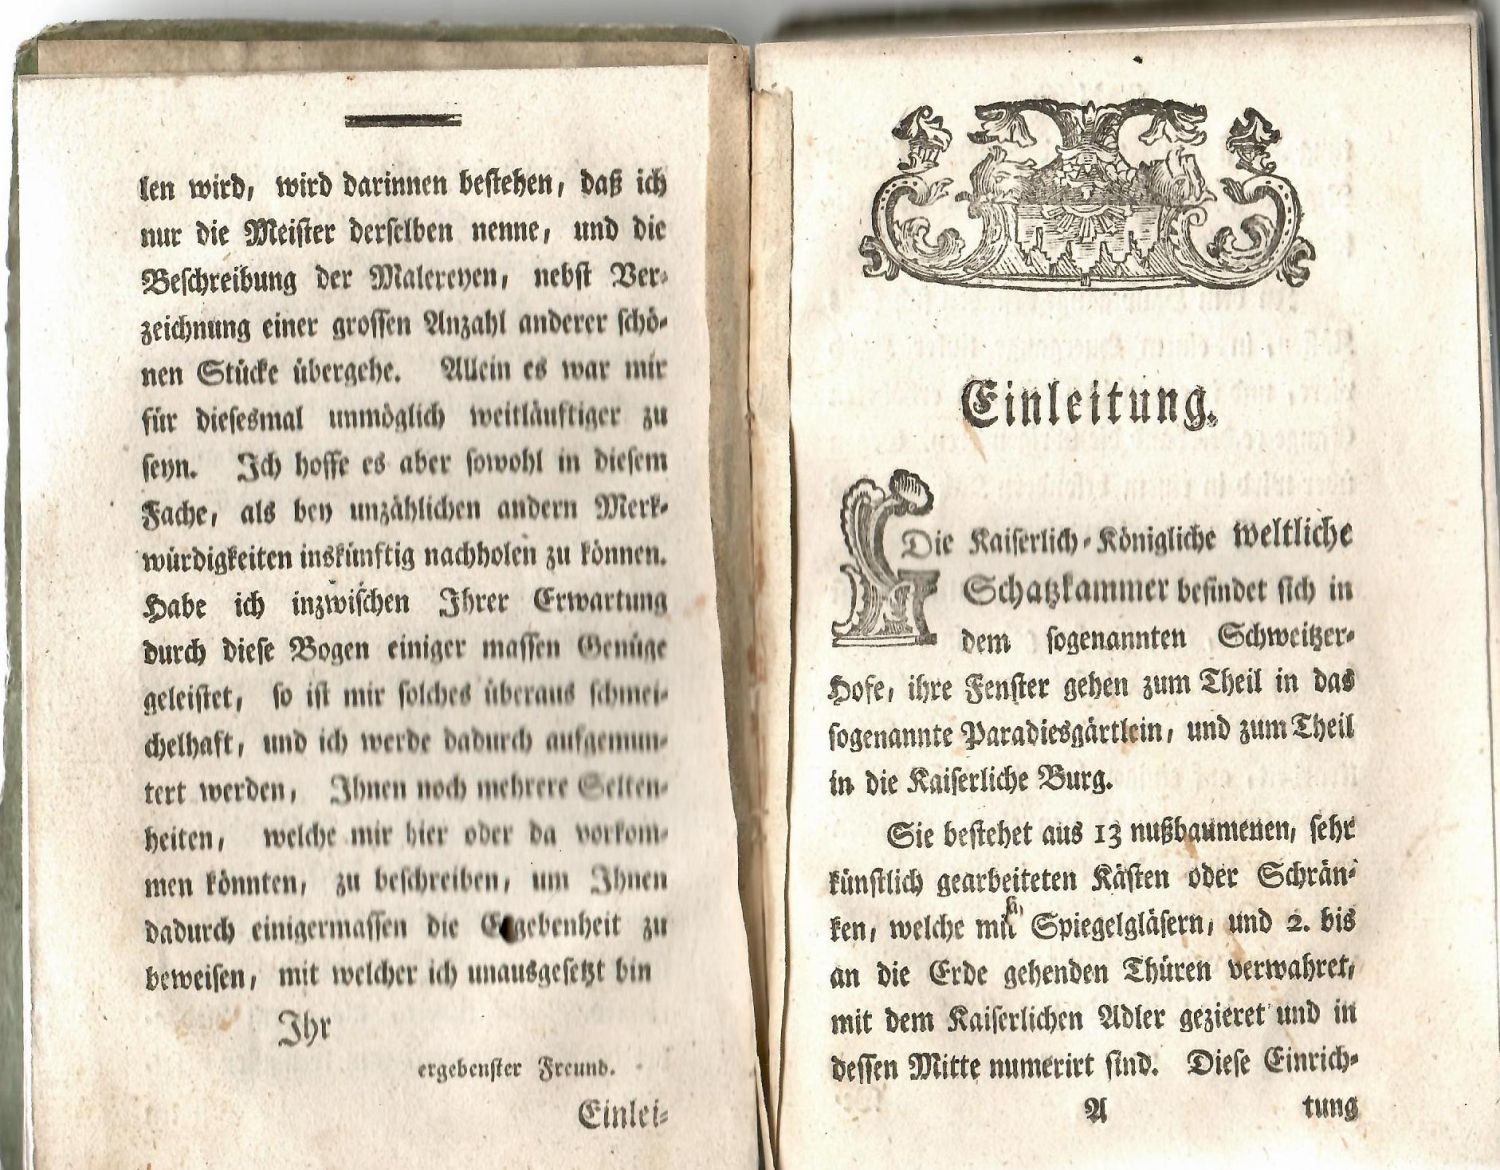 len wird, wird darinnen bestehen, daß ich
nur die Meister derselben nenne, und die
Beschreibung der Malereyen, nebst Ver-
zeichnung einer grossen Anzahl anderer schö-
nen Stücke übergehe. Allein es war mir
für diesesmal unmöglich weitläuftiger zu
seyn. Ich hoffe es aber sowohl in diesem
Fache, als bey unzählichen andern Merk-
würdigkeiten inskünftig nachholen zu können.
Habe ich inzwischen Ihrer Erwartung
durch diese Bogen einiger massen Genüge
geleistet, so ist mir solches überaus schmei-
chelhaft, und ich werde dadurch aufgemun-
tert werden, Ihnen noch mehrere Selten-
heiten, welche mir hier oder da vorkom-
men könnten, zu beschreiben, um Ihnen
dadurch einigermassen die Ergebenheit zu
beweisen, mit welcher ich unausgesetzt bin
Ihr
ergebenster Freund.
Einlei-
Einleitung.
Die Kaiserlich-Königliche weltliche
Schatzkammer befindet sich in
dem sogenannten Schweitzer-
Hofe, ihre Fenster gehen zum Theil in das
sogenannte Paradiesgärtlein, und zum Theil
in die Kaiserliche Burg.
Sie bestehet aus 13 nußbaumenen, sehr
künstlich gearbeiteten Kästen oder Schrän-
ken, welche mit Spiegelgläsern, und 2. bis
an die Erde gehenden Thüren verwahret,
mit dem Kaiserlichen Adler gezieret und in
dessen Mitte numerirt sind. Diese Einrich-
A tung